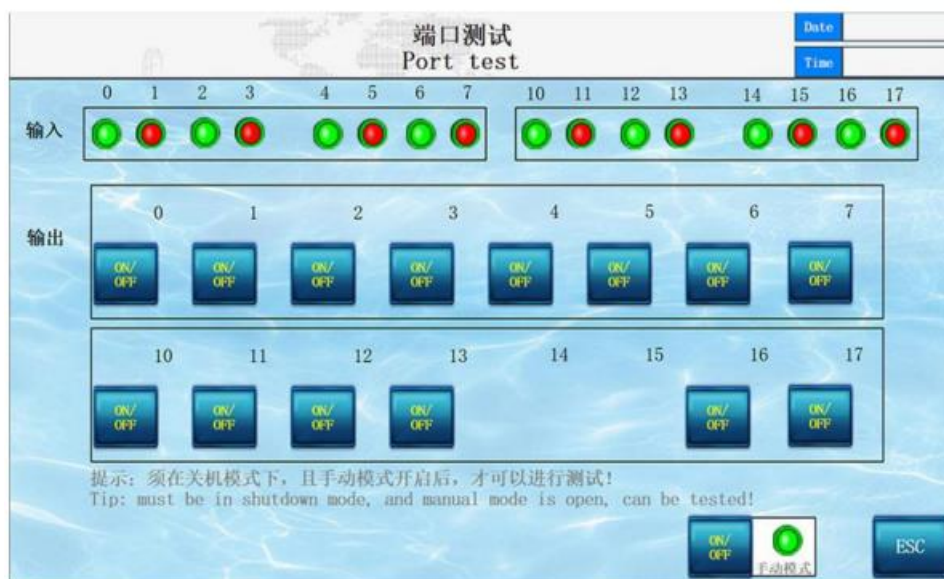 端口测试
Port test
Date
Time
0 1 2 3 4 5 6 7 10 11 12 13 14 15 16 17
输入
0 1 2 3 4 5 6 7
输出
ON/ ON/ ON/ ON/ ON/ ON/ ON/ ON/
OFF OFF OFF OFF OFF OFF OFF OFF
10 11 12 13 14 15 16 17
ON/ ON/ ON/ ON/ ON/ ON/
OFF OFF OFF OFF OFF OFF
提示：须在关机模式下，且手动模式开启后，才可以进行测试！
Tip: must be in shutdown mode, and manual mode is open, can be tested!
ON/
OFF
手动模式
ESC